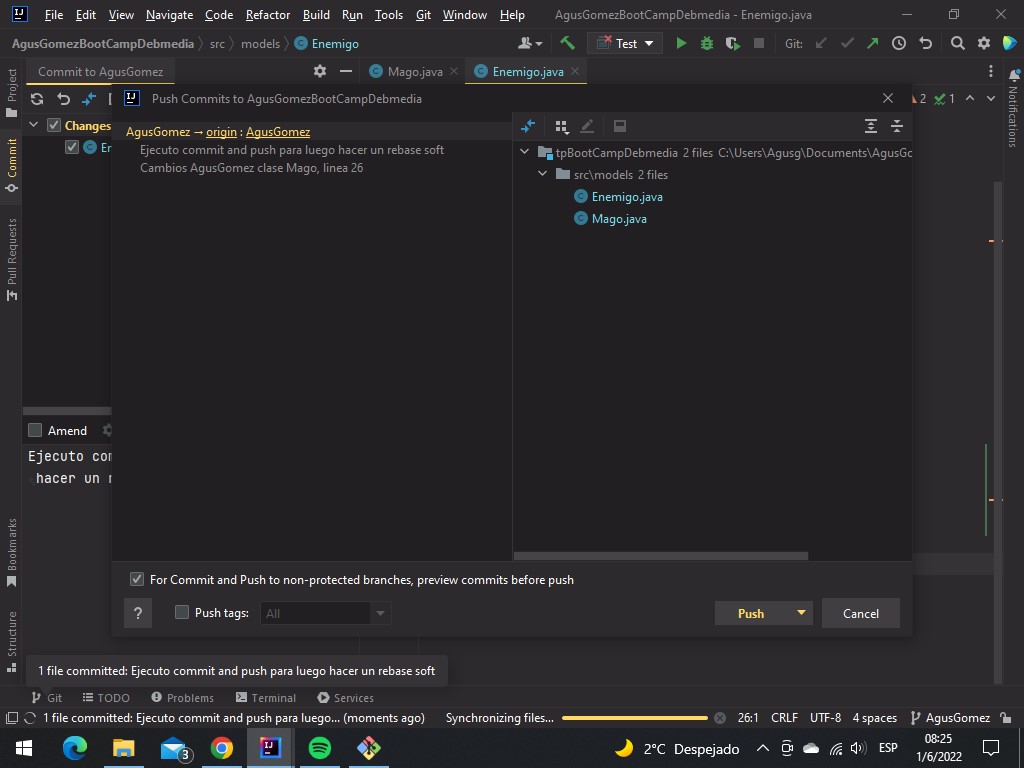 File Edit View Navigate Code Refactor Build Run Tools Git Window Help AgusGomezBootCampDebmedia - Enemigo.java
AgusGomezBootCampDebmedia src models Enemigo Test Git:
Commit to AgusGomez Mago.java Enemigo.java
Project
Push Commits to AgusGomezBootCampDebmedia 2 1
Notifications
Changes
En
Commit
AgusGomez → origin : AgusGomez
Ejecuto commit and push para luego hacer un rebase soft
Cambios AgusGomez clase Mago, linea 26
tpBootCampDebmedia 2 files C:\Users\Agusg\Documents\AgusGo
src\models 2 files
Enemigo.java
Mago.java
Pull Requests
Amend
Ejecuto com
hacer un r
Bookmarks
For Commit and Push to non-protected branches, preview commits before push
? Push tags: All Push Cancel
Structure
1 file committed: Ejecuto commit and push para luego hacer un rebase soft
Git TODO Problems Terminal Services
1 file committed: Ejecuto commit and push para luego... (moments ago) Synchronizing files... 26:1 CRLF UTF-8 4 spaces AgusGomez
3 2°C Despejado ESP 08:25
1/6/2022